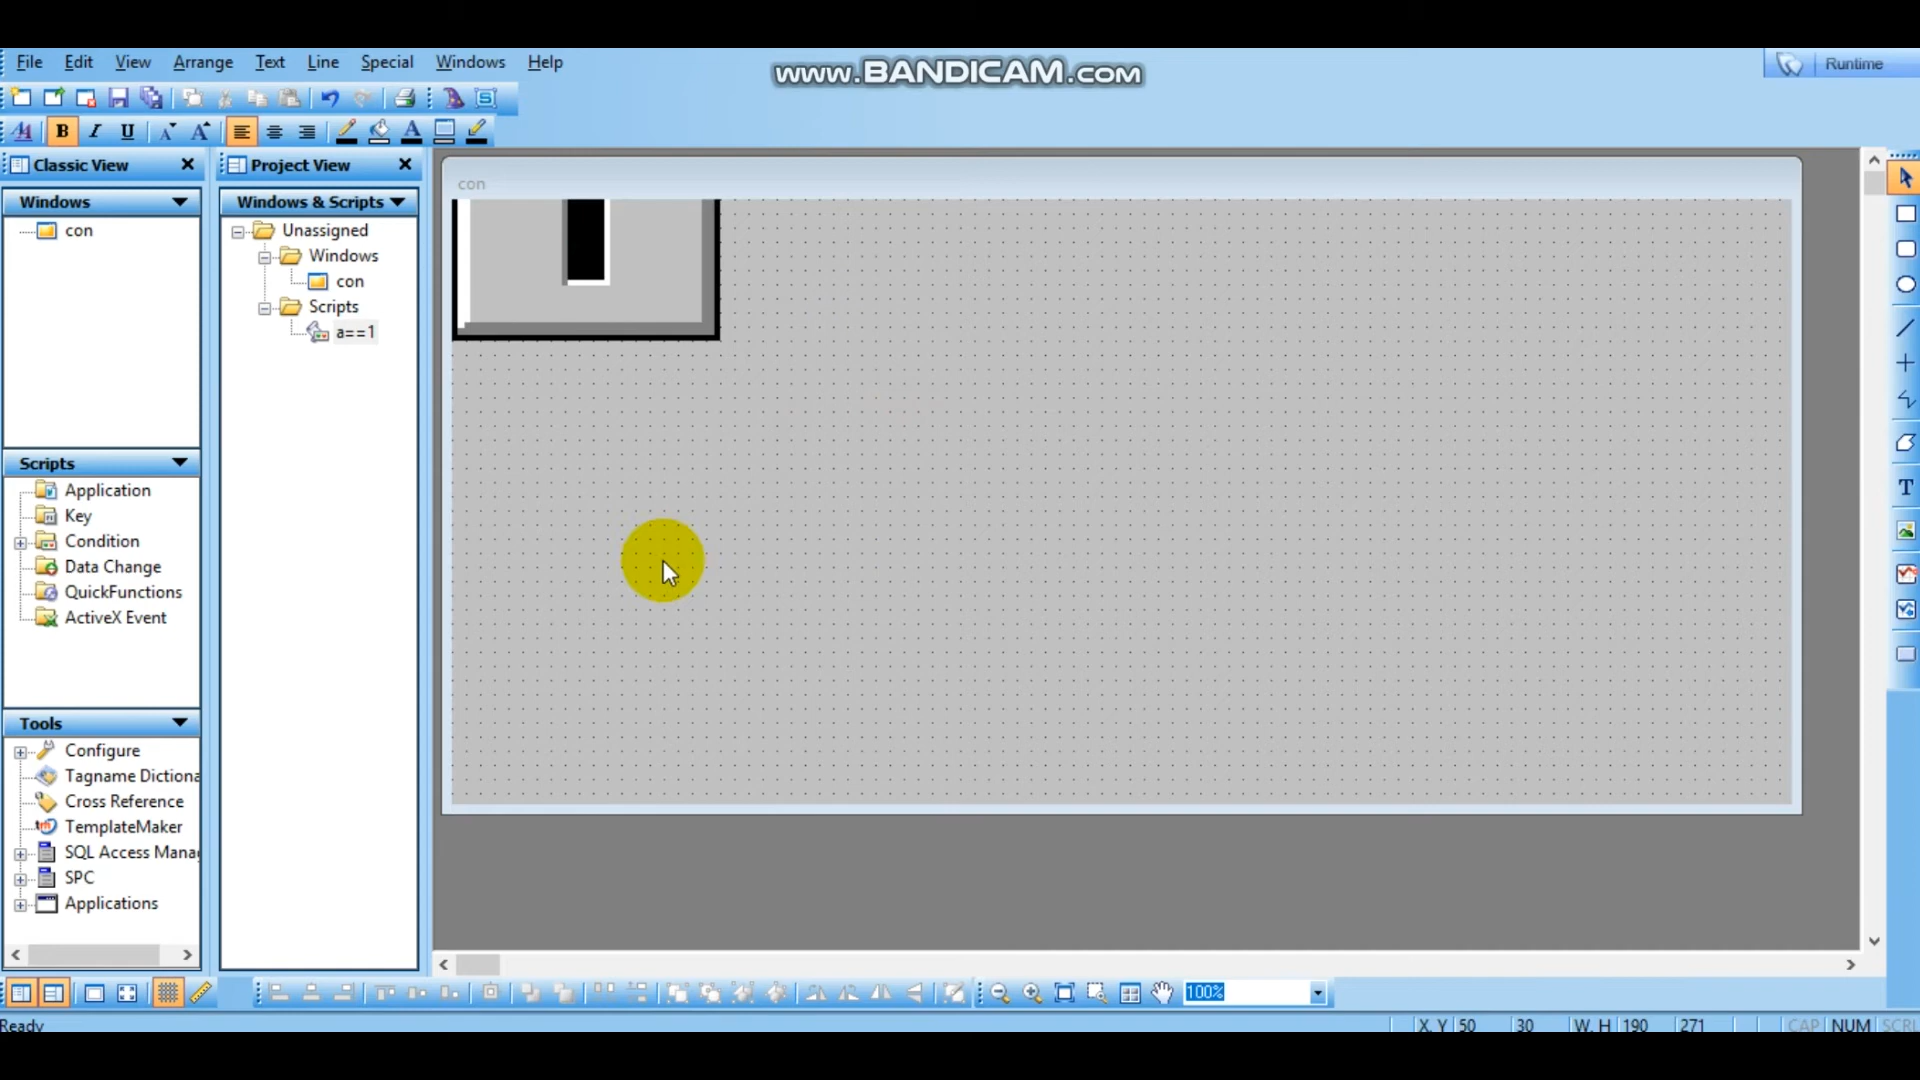 File Edit View Arrange Text Line Special Windows Help
www.BANDICAM.com
Runtime
B I U A A A
Classic View
Project View
Windows
con
Windows & Scripts
Unassigned
Windows
con
Scripts
a==1
con
Scripts
Application
Key
Condition
Data Change
QuickFunctions
ActiveX Event
Tools
Configure
Tagname Dictiona
Cross Reference
TemplateMaker
SQL Access Mana
SPC
Applications
T
100%
Ready
X, Y 50 30 W, H 190 271 CAP NUM SCRL